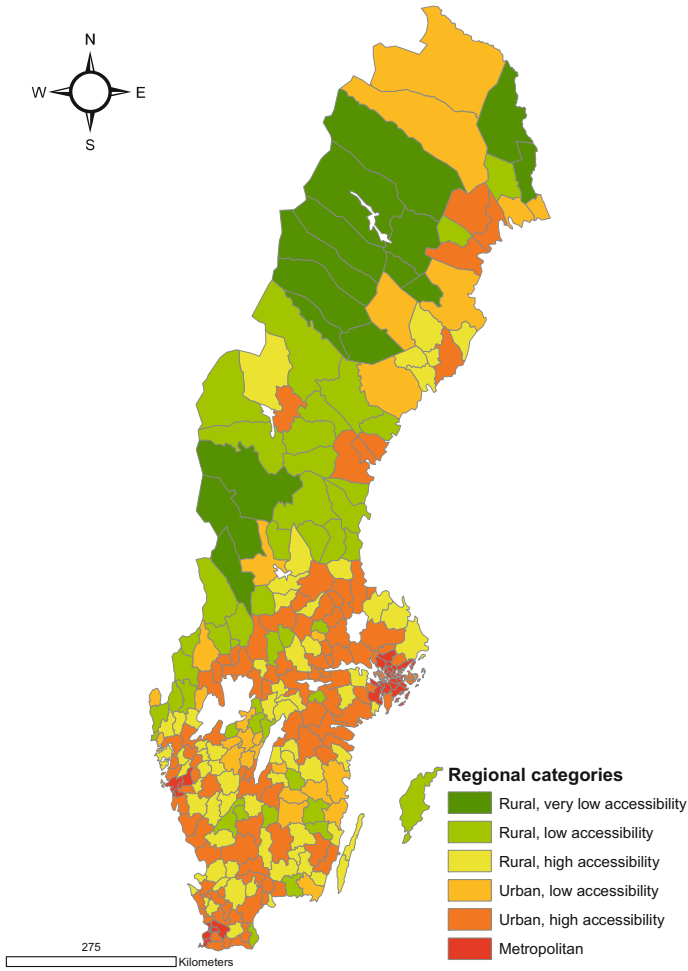 N
W E
S
Regional categories
Rural, very low accessibility
Rural, low accessibility
Rural, high accessibility
Urban, low accessibility
Urban, high accessibility
Metropolitan
275
Kilometers